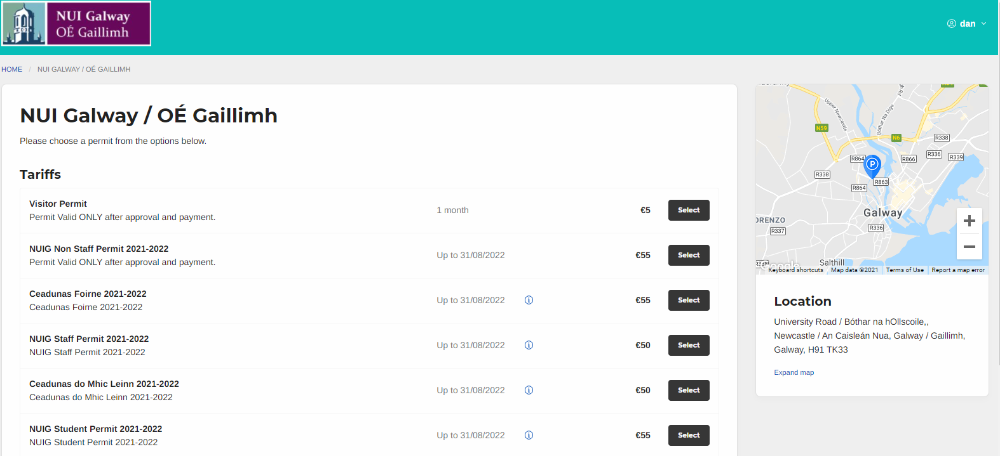 NUI Galway
OÉ Gaillimh
dan
HOME / NUI GALWAY / OÉ GAILLIMH
NUI Galway / OÉ Gaillimh
Please choose a permit from the options below.
Tariffs
Visitor Permit
Permit Valid ONLY after approval and payment.
1 month
€5
Select
NUIG Non Staff Permit 2021-2022
Permit Valid ONLY after approval and payment.
Up to 31/08/2022
€55
Select
Ceadunas Foirne 2021-2022
Ceadunas Foirne 2021-2022
Up to 31/08/2022
€55
Select
NUIG Staff Permit 2021-2022
NUIG Staff Permit 2021-2022
Up to 31/08/2022
€50
Select
Ceadunas do Mhic Leinn 2021-2022
Ceadunas do Mhic Leinn 2021-2022
Up to 31/08/2022
€50
Select
NUIG Student Permit 2021-2022
NUIG Student Permit 2021-2022
Up to 31/08/2022
€55
Select
Upper Newcastle
Bóthar Na Dige
N59
N6
R338
R864
R866
R336
R339
P
R338
R863
R864
Galway
ORENZO
R336
R337
Salthill
Google
Keyboard shortcuts
Map data ©2021
Terms of Use
Report a map error
Location
University Road / Bóthar na hOllscoile,,
Newcastle / An Caisleán Nua, Galway / Gaillimh,
Galway, H91 TK33
Expand map